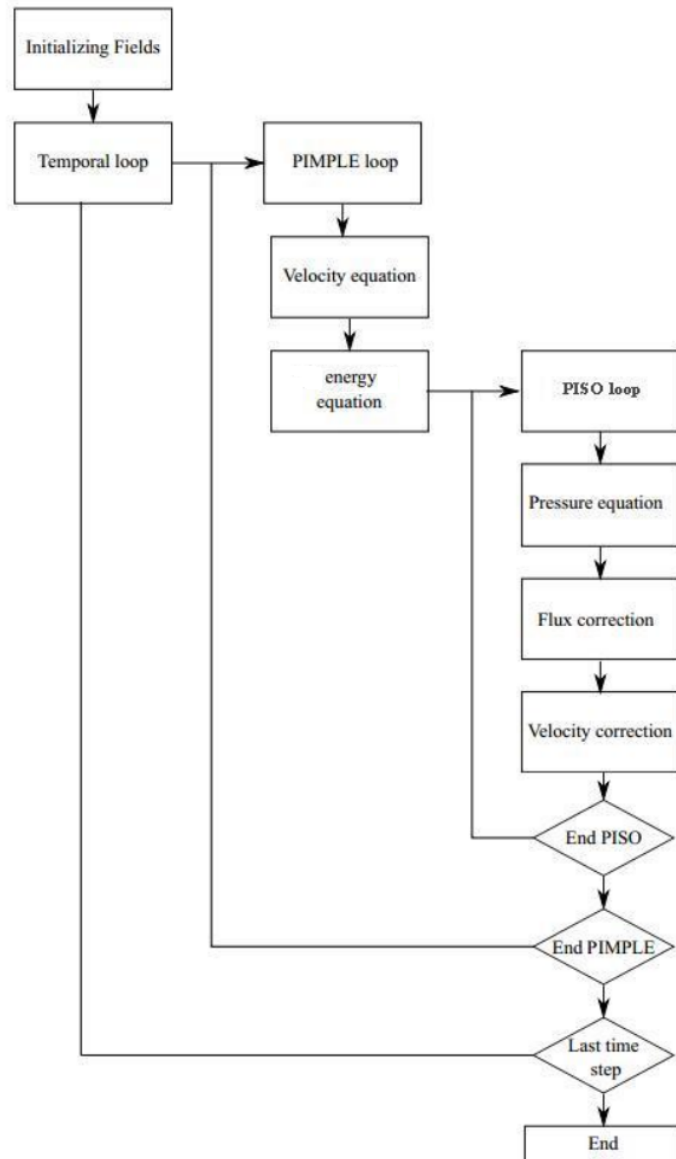 Initializing Fields
Temporal loop
PIMPLE loop
Velocity equation
energy
equation
PISO loop
Pressure equation
Flux correction
Velocity correction
End PISO
End PIMPLE
Last time
step
End